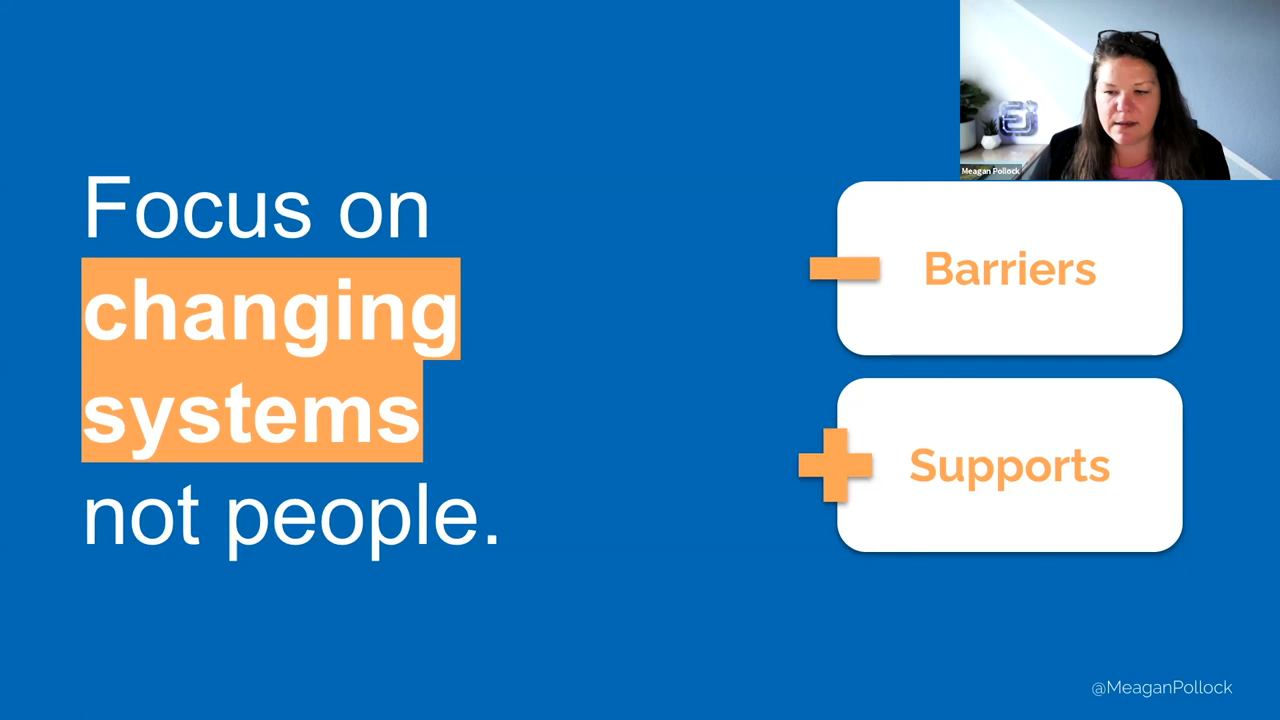 Focus on
changing
systems
not people.
Meagan Pollock
Barriers
Supports
@MeaganPollock